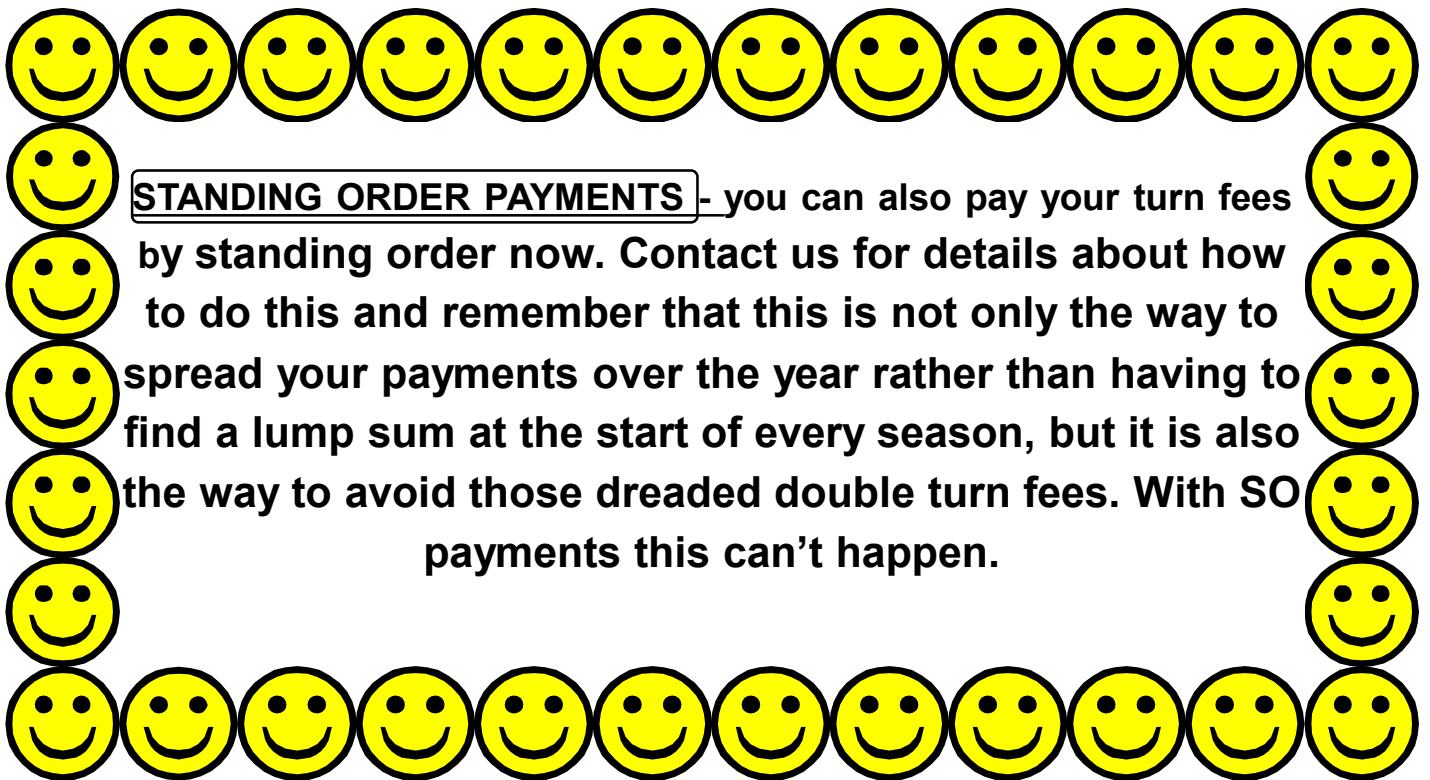 STANDING ORDER PAYMENTS - you can also pay your turn fees
by standing order now. Contact us for details about how
to do this and remember that this is not only the way to
spread your payments over the year rather than having to
find a lump sum at the start of every season, but it is also
the way to avoid those dreaded double turn fees. With SO
payments this can’t happen.